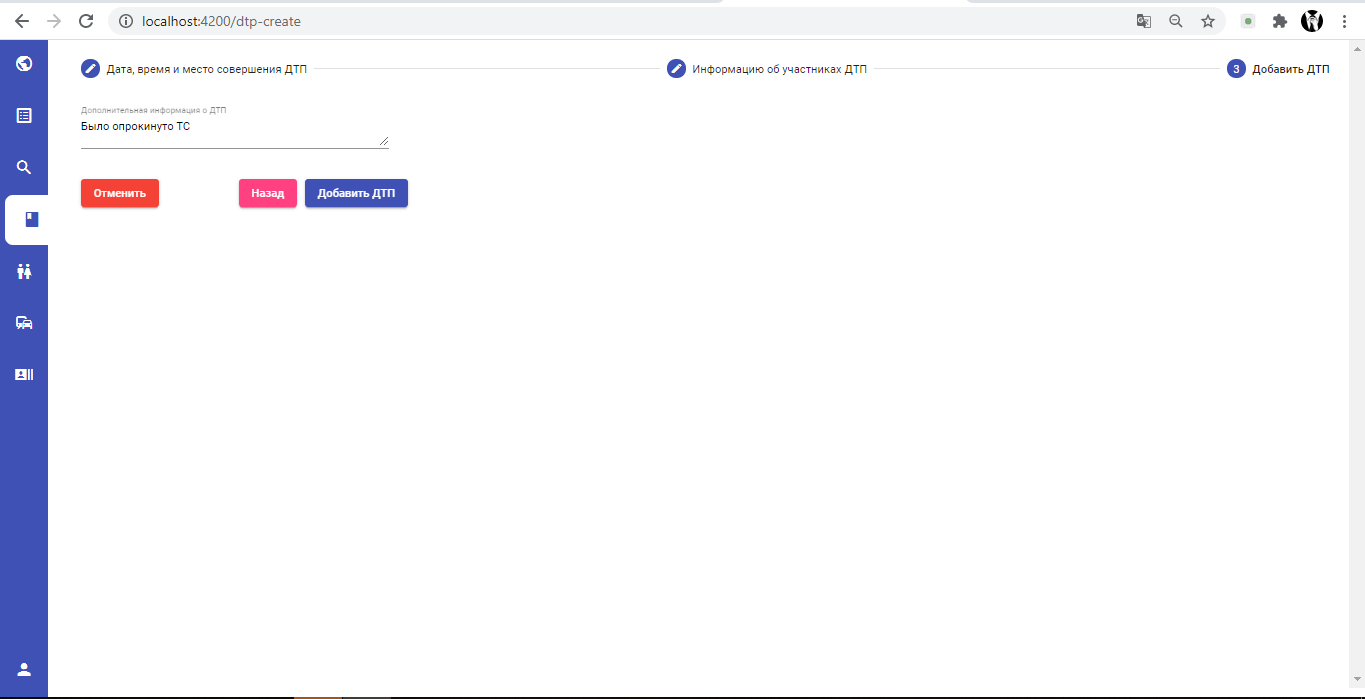 localhost:4200/dtp-create
Дата, время и место совершения ДТП
Информацию об участниках ДТП
3 Добавить ДТП
Дополнительная информация о ДТП
Было опрокинуто ТС
Отменить Назад Добавить ДТП